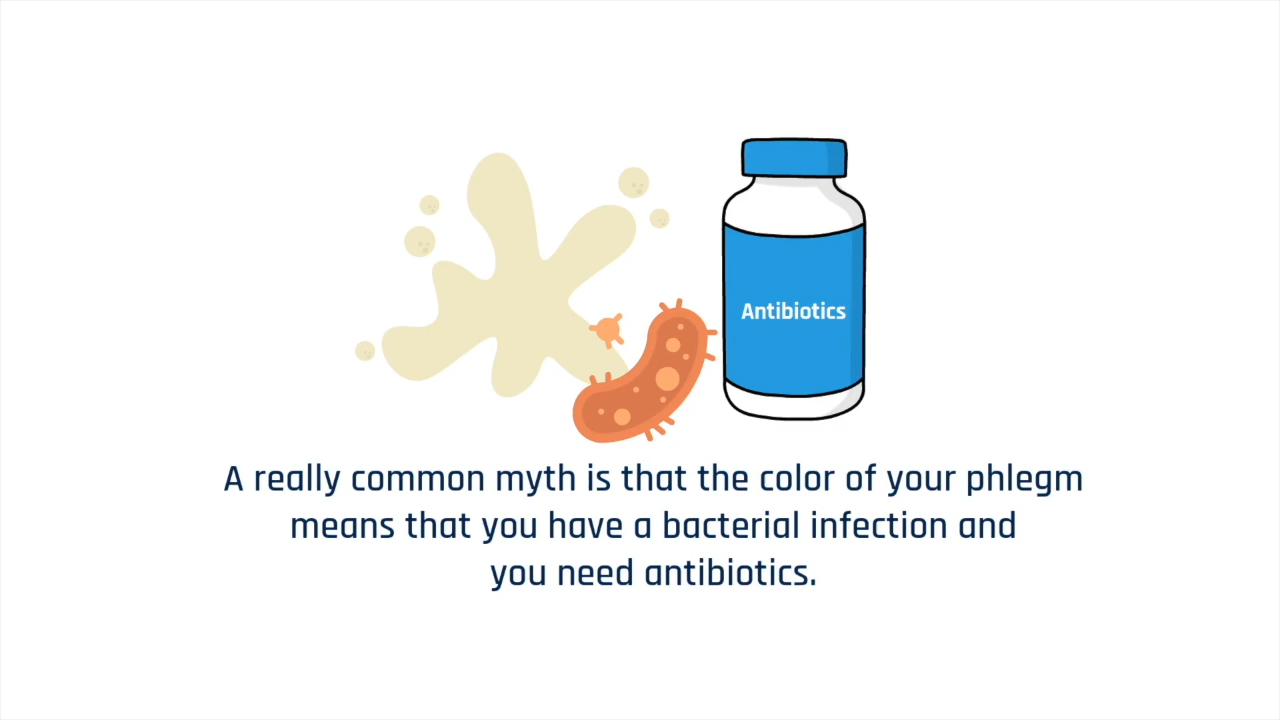 Antibiotics
A really common myth is that the color of your phlegm
means that you have a bacterial infection and
you need antibiotics.